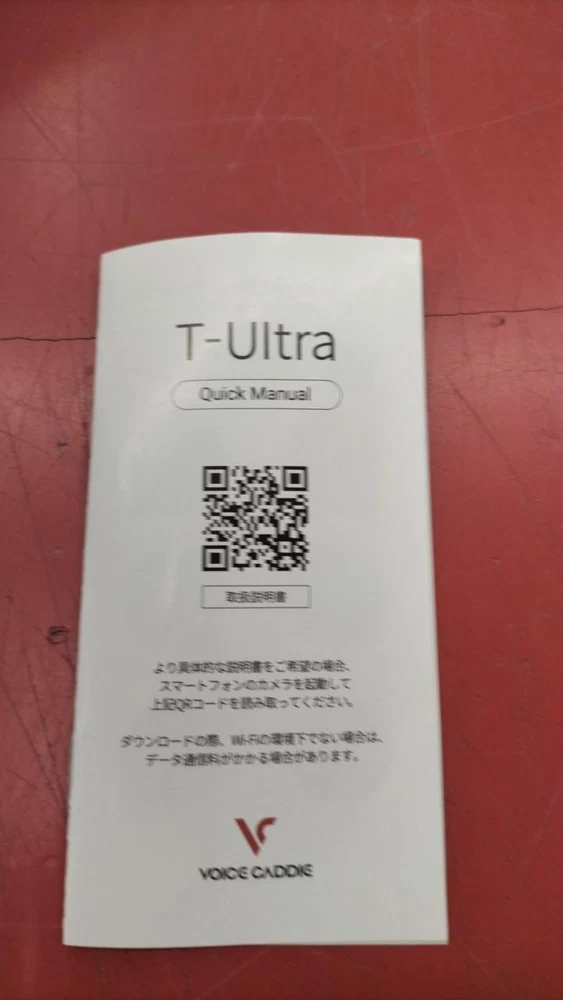 T-Ultra
Quick Manual
取扱説明書
より具体的な説明書をご希望の場合、
スマートフォンのカメラを起動して
上記QRコードを読み取ってください。
ダウンロードの際、Wi-Fiの環境下でない場合は、
データ通信料がかかる場合があります。
VOICE CADDIE